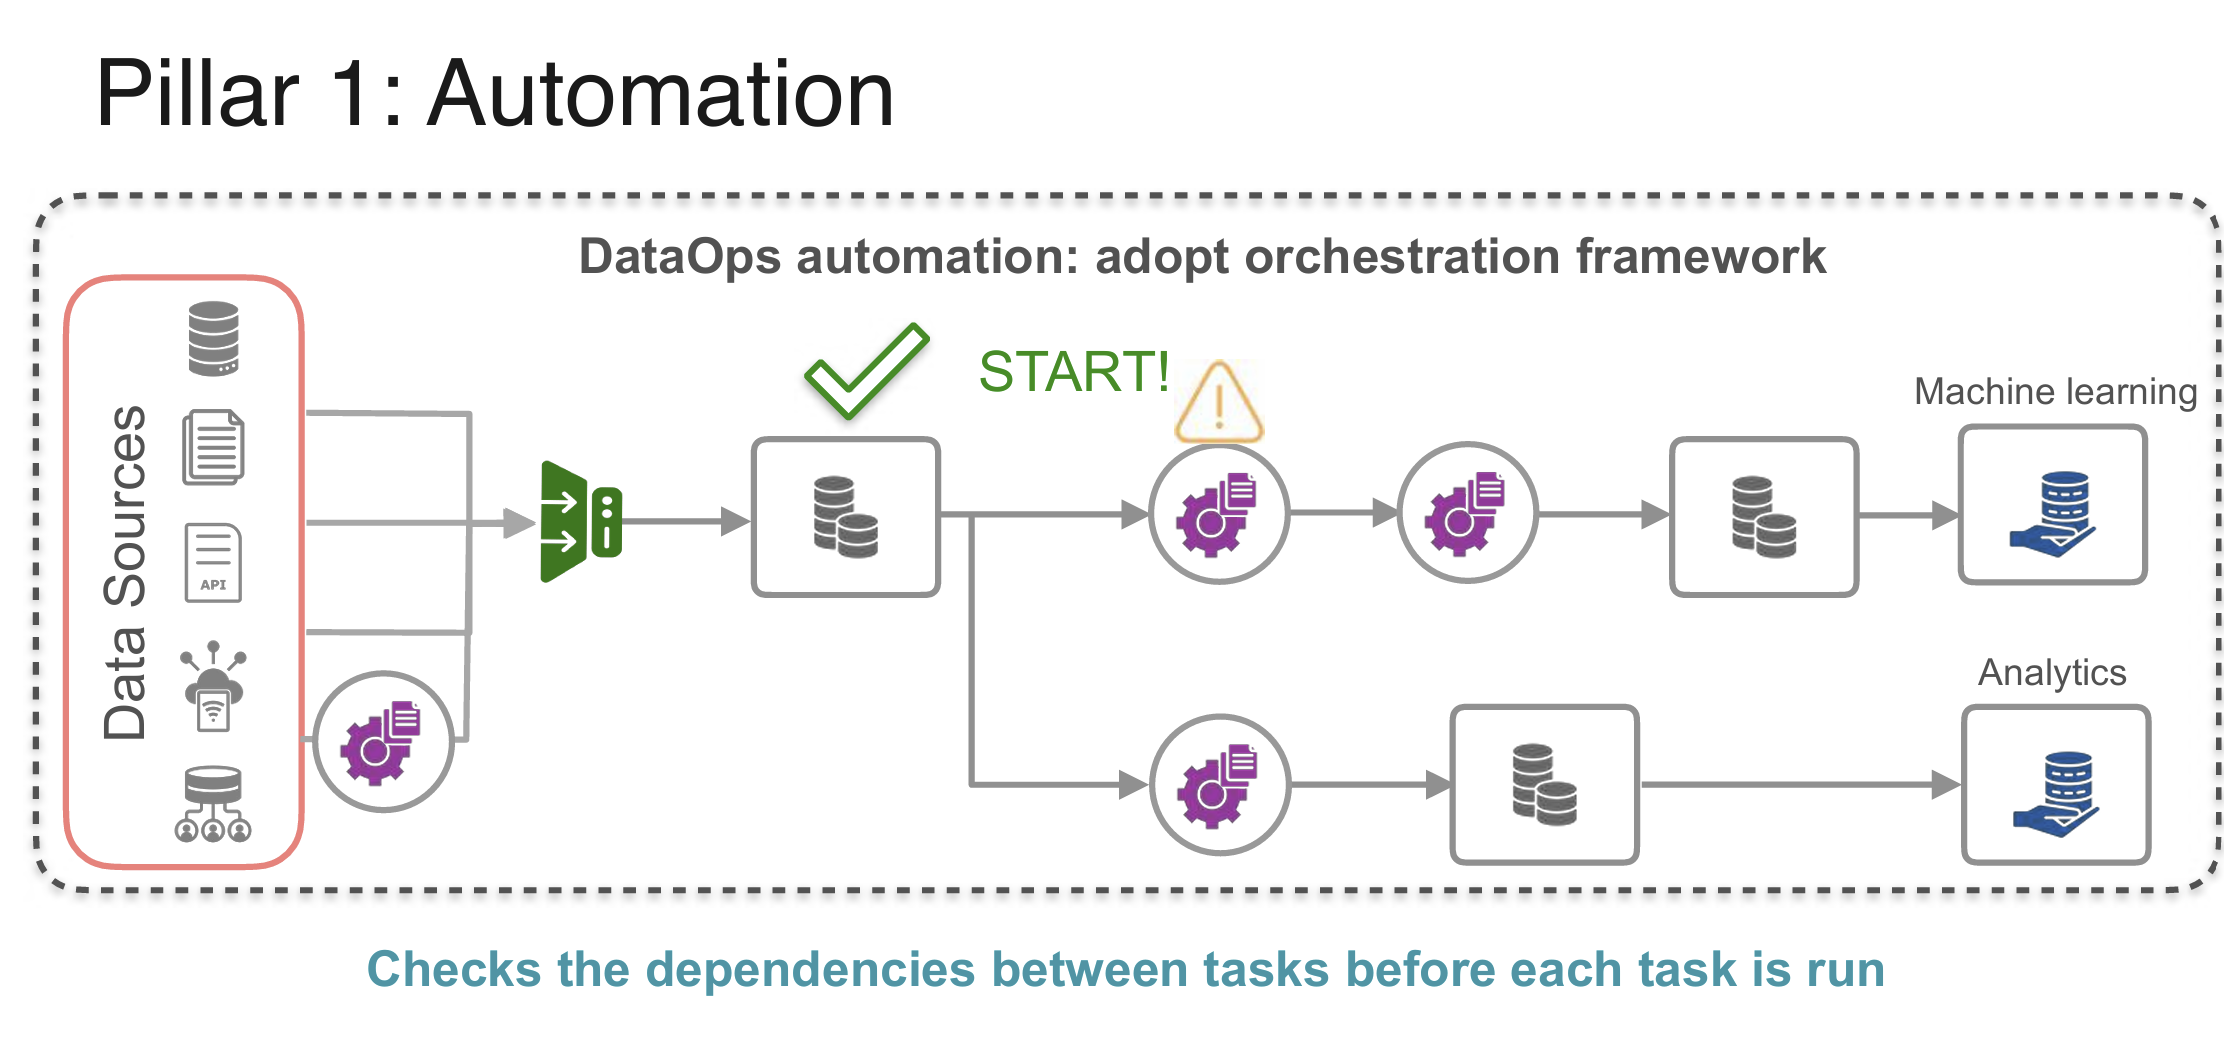 Pillar 1: Automation
DataOps automation: adopt orchestration framework
START!
Machine learning
Data Sources
API
Analytics
Checks the dependencies between tasks before each task is run